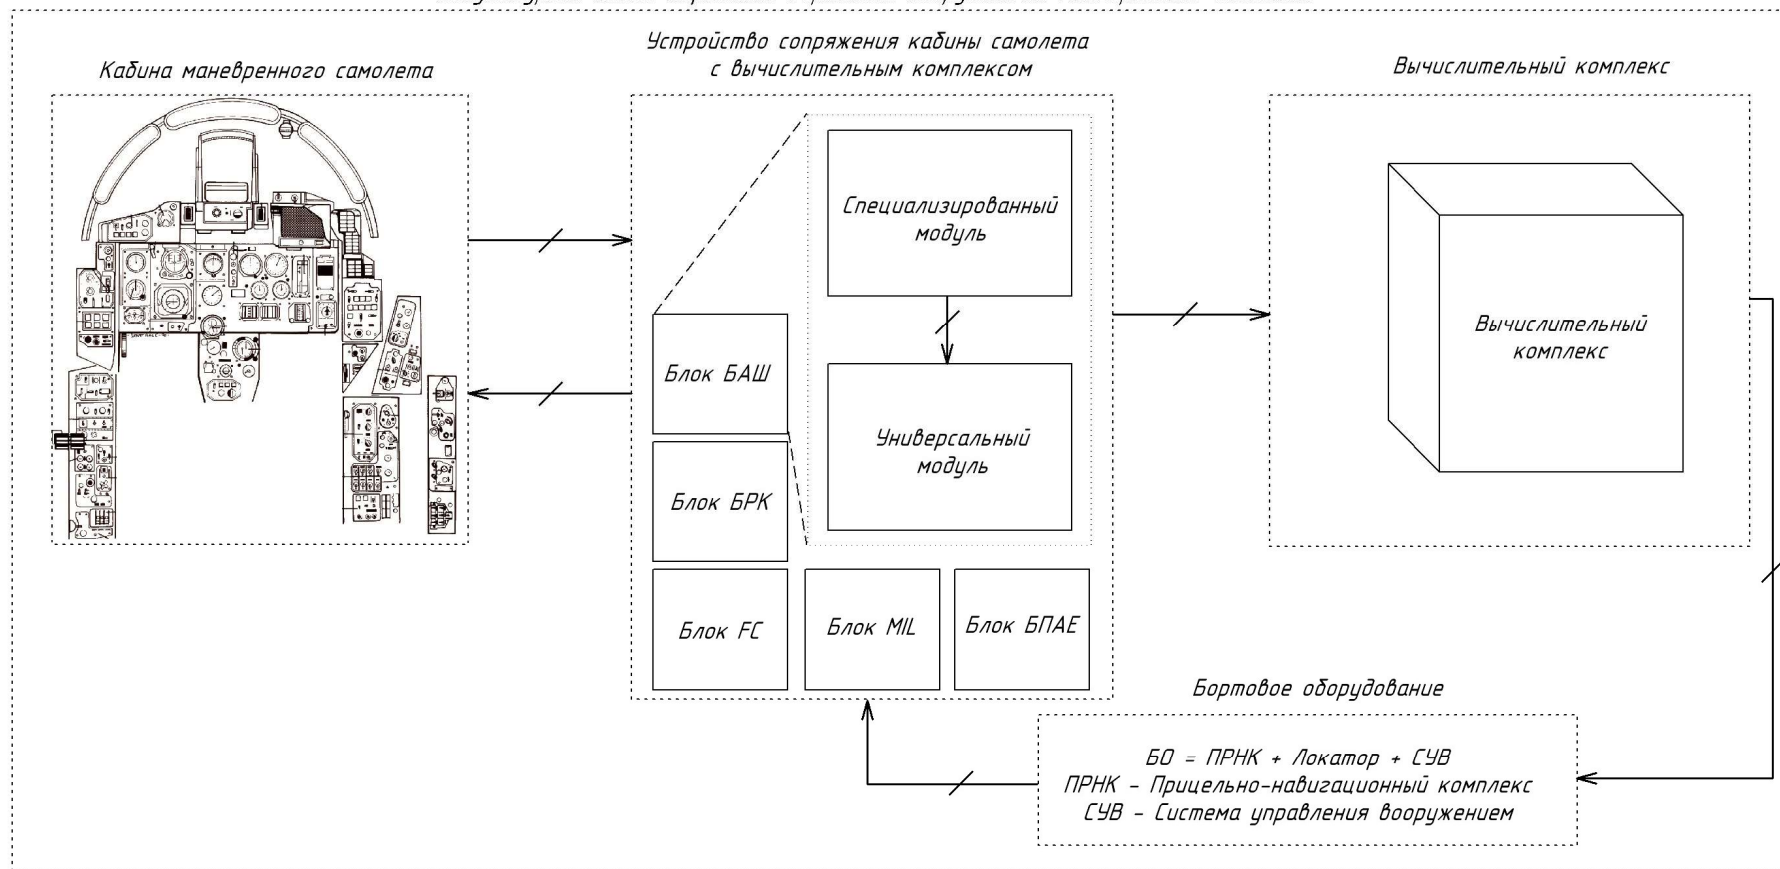 Кабина маневренного самолета
Устройство сопряжения кабины самолета
с вычислительным комплексом
Вычислительный комплекс
Специализированный
модуль
Универсальный
модуль
Блок БАШ
Блок БРК
Блок FC
Блок MIL
Блок БПАЕ
Вычислительный
комплекс
Бортовое оборудование
БО = ПРНК + Локатор + СУВ
ПРНК - Прицельно-навигационный комплекс
СУВ - Система управления вооружением